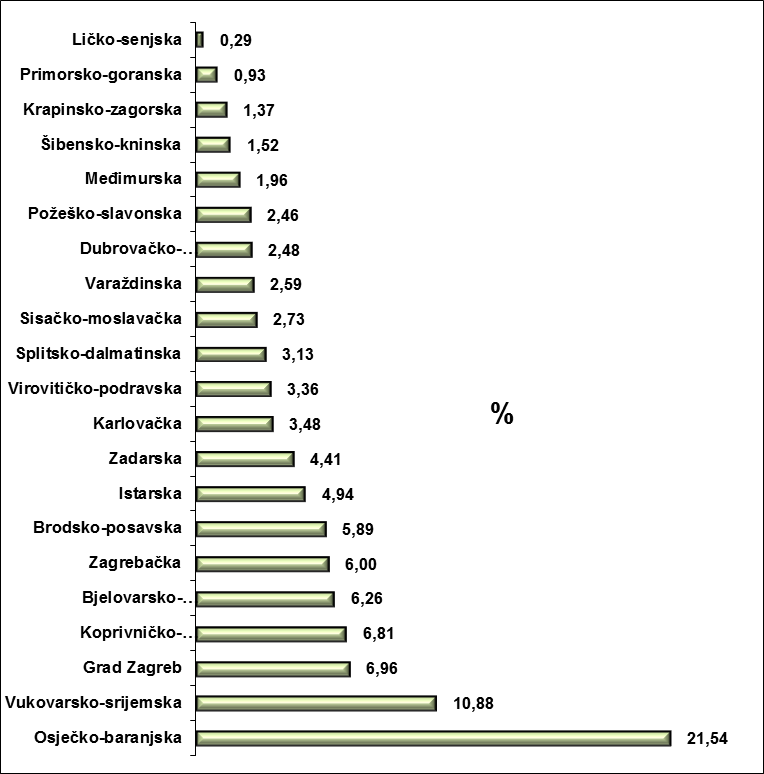 Ličko-senjska 0,29
Primorsko-goranska 0,93
Krapinsko-zagorska 1,37
Šibensko-kninska 1,52
Međimurska 1,96
Požeško-slavonska 2,46
Dubrovačko-.. 2,48
Varaždinska 2,59
Sisačko-moslavačka 2,73
Splitsko-dalmatinska 3,13
Virovitičko-podravska 3,36
Karlovačka 3,48
%
Zadarska 4,41
Istarska 4,94
Brodsko-posavska 5,89
Zagrebačka 6,00
Bjelovarsko-.. 6,26
Koprivničko-.. 6,81
Grad Zagreb 6,96
Vukovarsko-srijemska 10,88
Osječko-baranjska 21,54